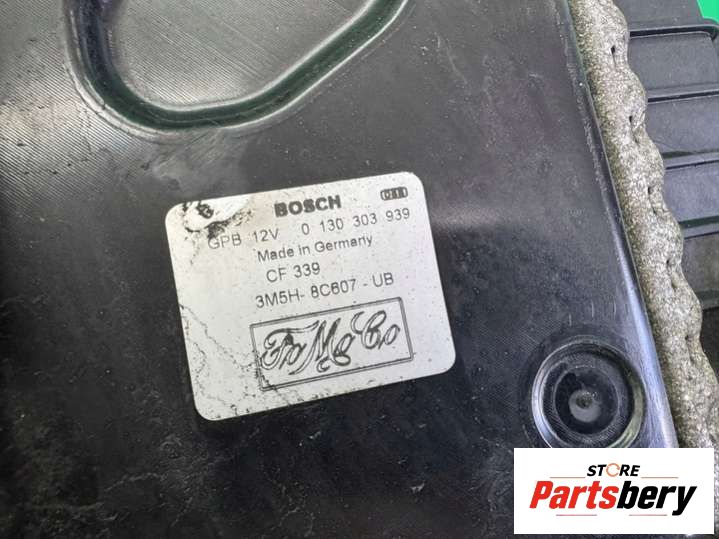 BOSCH
GPB 12V 0 130 303 939
Made in Germany
CF 339
3M5H- 8C607 - UB
FoMoCo
STORE
Partsbery